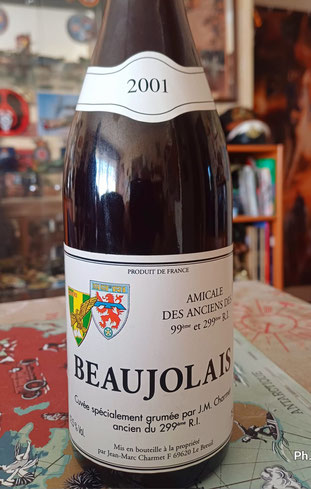 2001
PRODUIT DE FRANCE
AMICALE
DES ANCIENS DES
99ème et 299ème R.I.
BEAUJOLAIS
Cuvée spécialement grumée par J.M. Charmet
ancien du 299ème R.I.
Mis en bouteille à la propriété
par Jean-Marc Charmet F 69620 Le Breuil
% Vol.
Ph.